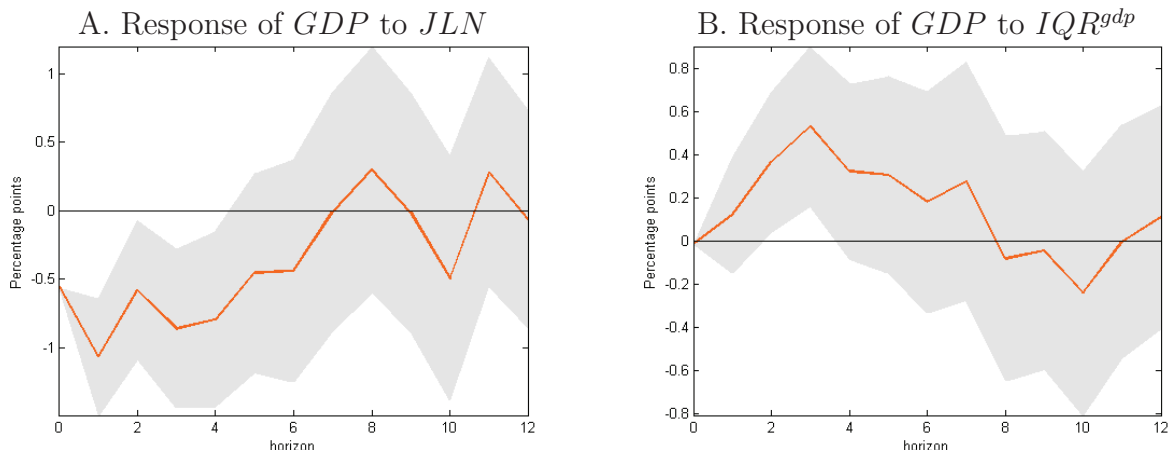 A. Response of GDP to JLN
1
0.5
0
-0.5
-1
Percentage points
0 2 4 6 8 10 12
horizon
B. Response of GDP to IQR^gdp
0.8
0.6
0.4
0.2
0
-0.2
-0.4
-0.6
-0.8
Percentage points
0 2 4 6 8 10 12
horizon